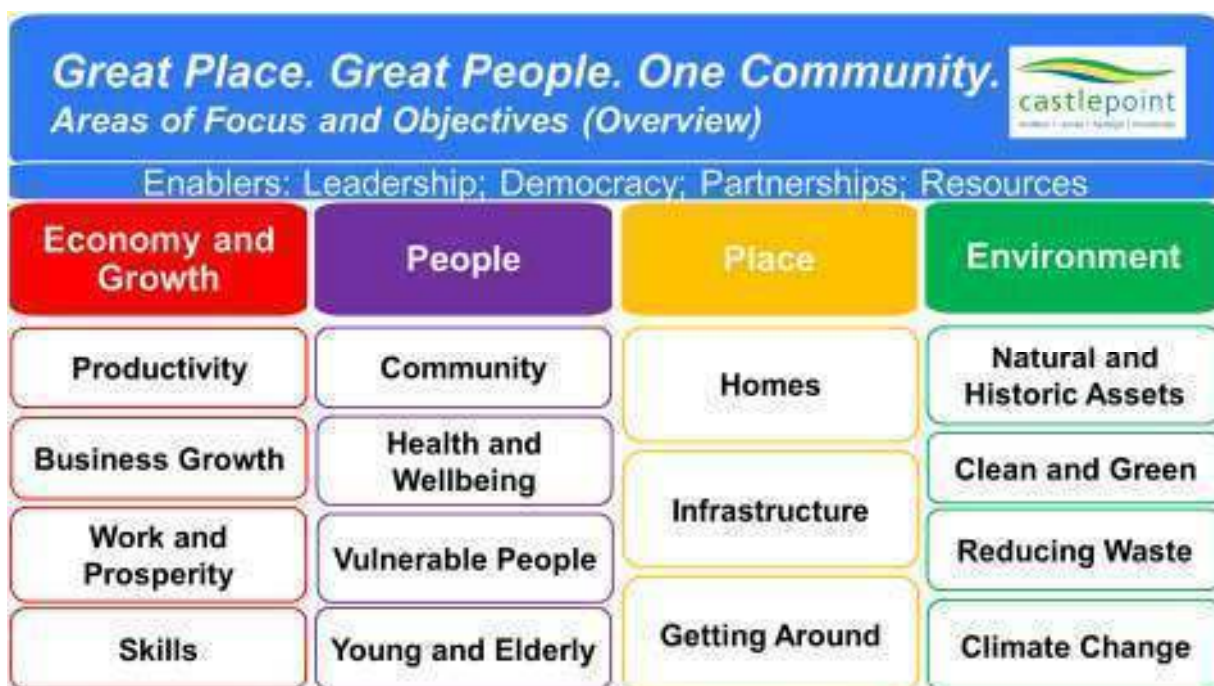 Great Place. Great People. One Community.
Areas of Focus and Objectives (Overview)
castlepoint
Enablers: Leadership; Democracy; Partnerships; Resources
Economy and
Growth
Productivity
Business Growth
Work and
Prosperity
Skills
People
Community
Health and
Wellbeing
Vulnerable People
Young and Elderly
Place
Homes
Infrastructure
Getting Around
Environment
Natural and
Historic Assets
Clean and Green
Reducing Waste
Climate Change